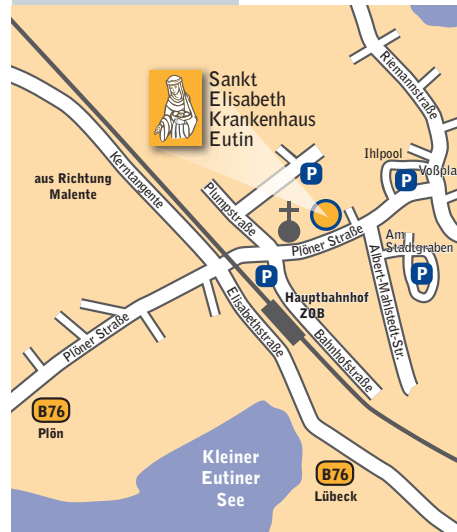 Riemannstraße
Sankt
Elisabeth
Krankenhaus
Eutin
Ihlpool
P
Voßpla
P
aus Richtung
Malente
Kerntangente
Plumpstraße
Plöner Straße
Am
Stadtgraben
P
P
Albert-Mahlstedt-Str.
Hauptbahnhof
ZOB
Elisabethstraße
Bahnhofstraße
Plöner Straße
B76
Plön
Kleiner
Eutiner
See
B76
Lübeck